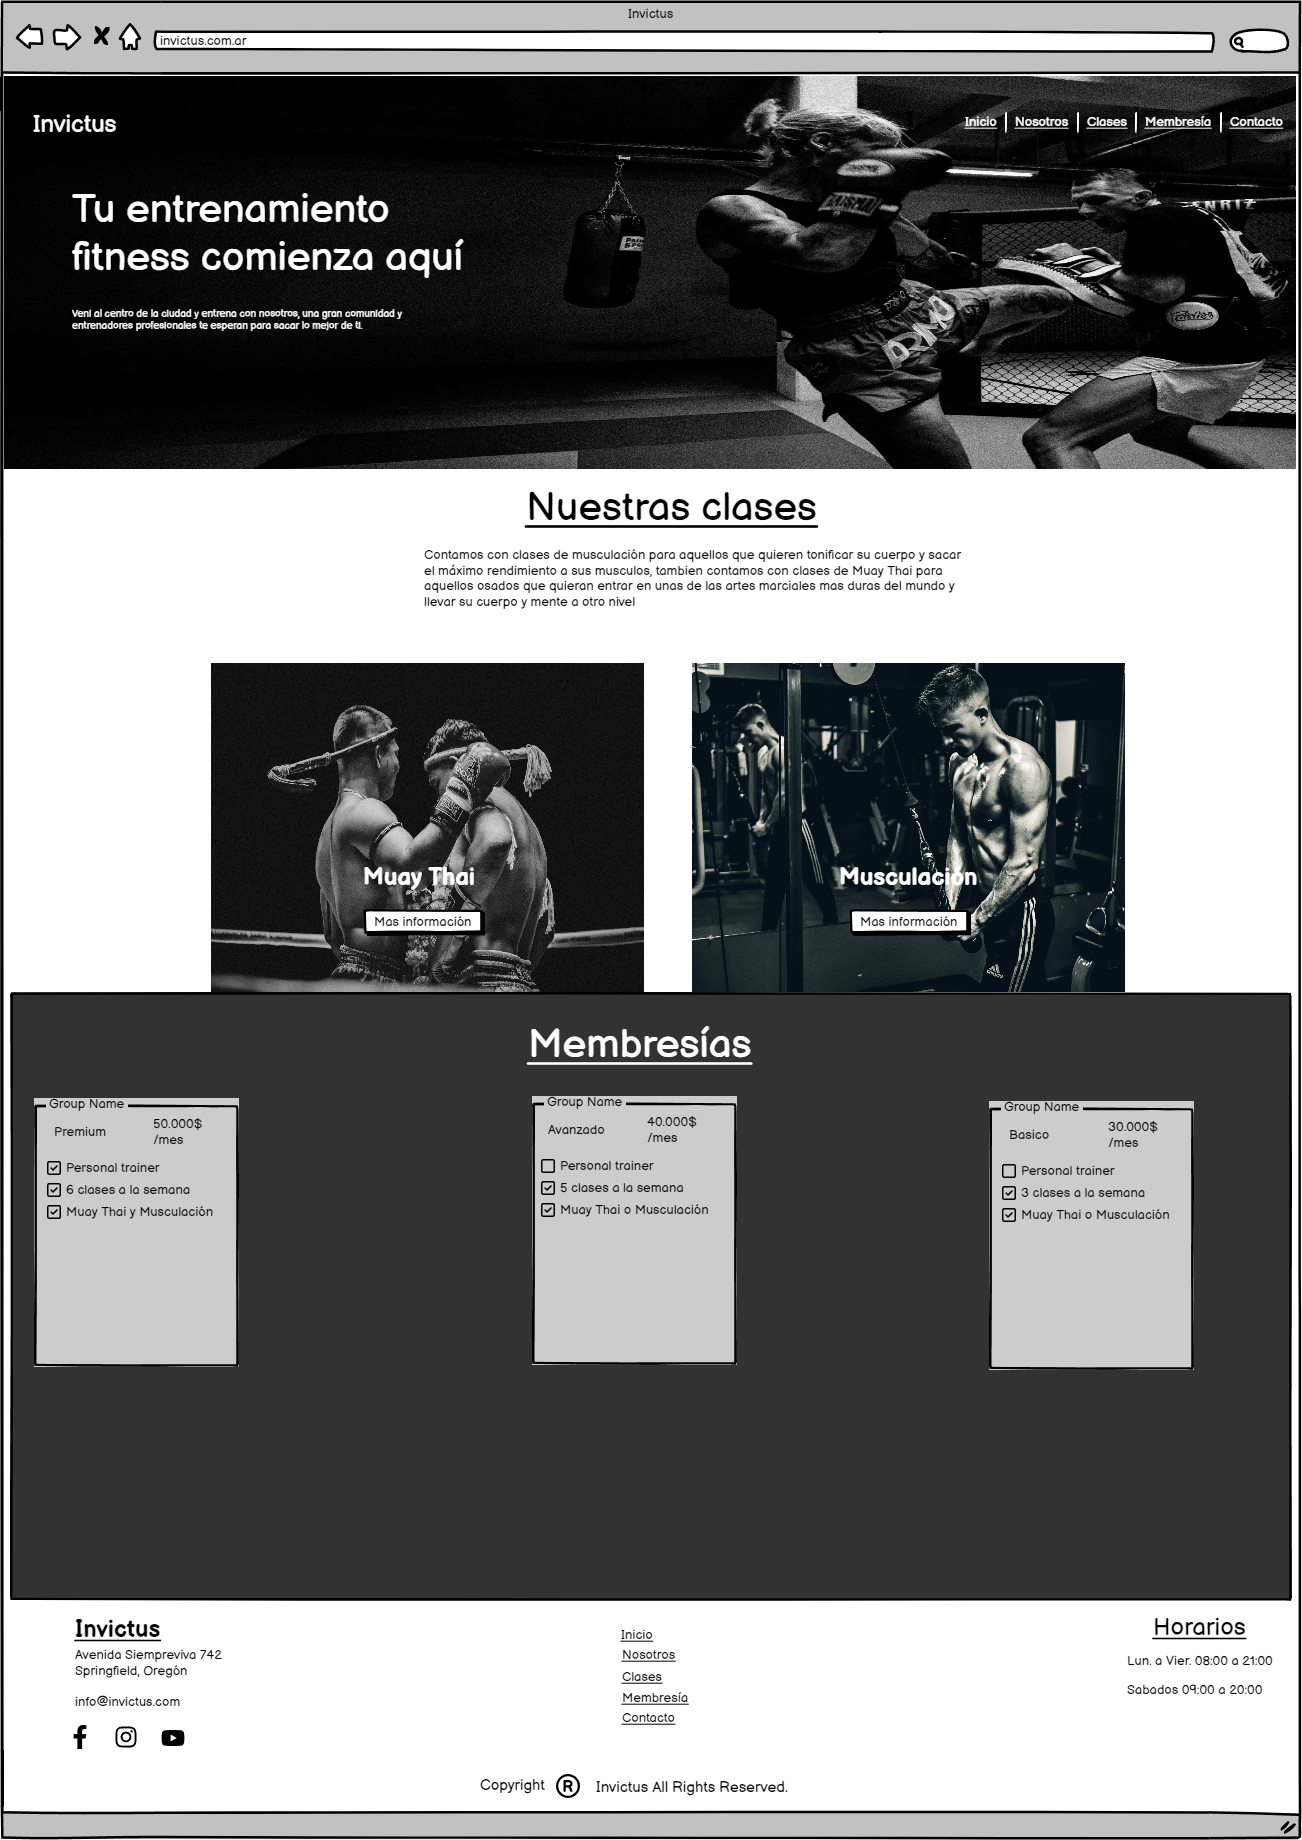 Invictus
invictus.com.ar
Invictus
Inicio
Nosotros
Clases
Membresía
Contacto
Tu entrenamiento
fitness comienza aquí
Veni al centro de la ciudad y entrena con nosotros, una gran comunidad y
entrenadores profesionales te esperan para sacar lo mejor de ti.
PRIMO
Nuestras clases
Contamos con clases de musculación para aquellos que quieren tonificar su cuerpo y sacar
el máximo rendimiento a sus musculos, tambien contamos con clases de Muay Thai para
aquellos osados que quieran entrar en unas de las artes marciales mas duras del mundo y
llevar su cuerpo y mente a otro nivel
Muay Thai
Mas información
Musculación
Mas información
adidas
Membresías
Group Name
Premium
50.000$
/mes
Personal trainer
6 clases a la semana
Muay Thai y Musculación
Group Name
Avanzado
40.000$
/mes
Personal trainer
5 clases a la semana
Muay Thai o Musculación
Group Name
Basico
30.000$
/mes
Personal trainer
3 clases a la semana
Muay Thai o Musculación
Invictus
Avenida Siempreviva 742
Springfield, Oregón
info@invictus.com
Inicio
Nosotros
Clases
Membresía
Contacto
Horarios
Lun. a Vier. 08:00 a 21:00
Sabados 09:00 a 20:00
Copyright ® Invictus All Rights Reserved.